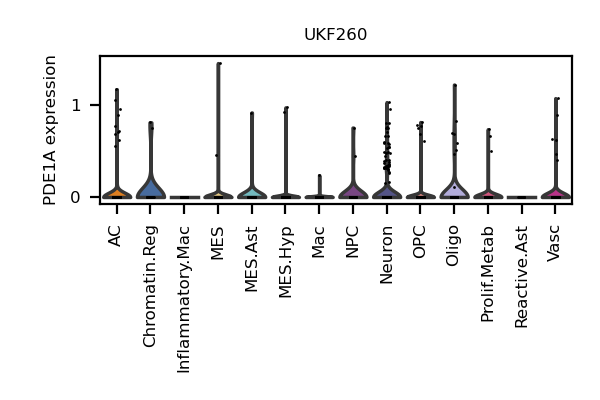 UKF260
PDE1A expression
1
0
AC
Chromatin.Reg
Inflammatory.Mac
MES
MES.Ast
MES.Hyp
Mac
NPC
Neuron
OPC
Oligo
Prolif.Metab
Reactive.Ast
Vasc